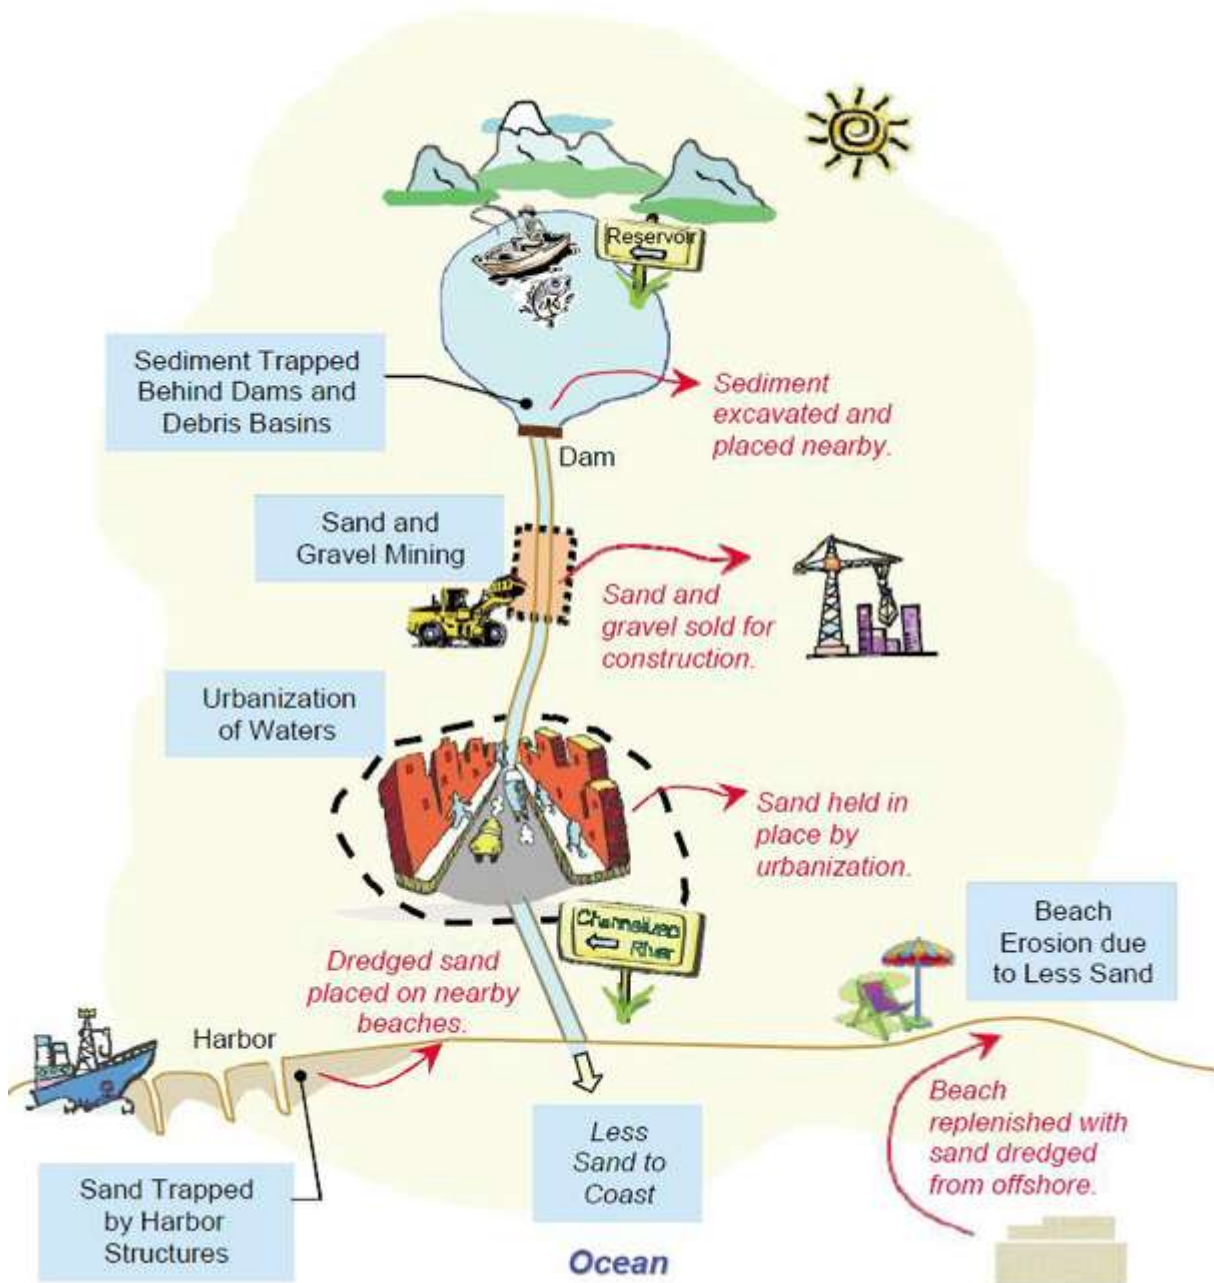 Reservoir
Sediment Trapped
Behind Dams and
Debris Basins
Sediment
excavated and
placed nearby.
Dam
Sand and
Gravel Mining
Sand and
gravel sold for
construction.
Urbanization
of Waters
Sand held in
place by
urbanization.
Channelized
River
Beach
Erosion due
to Less Sand
Dredged sand
placed on nearby
beaches.
Harbor
Beach
replenished with
sand dredged
from offshore.
Less
Sand to
Coast
Sand Trapped
by Harbor
Structures
Ocean